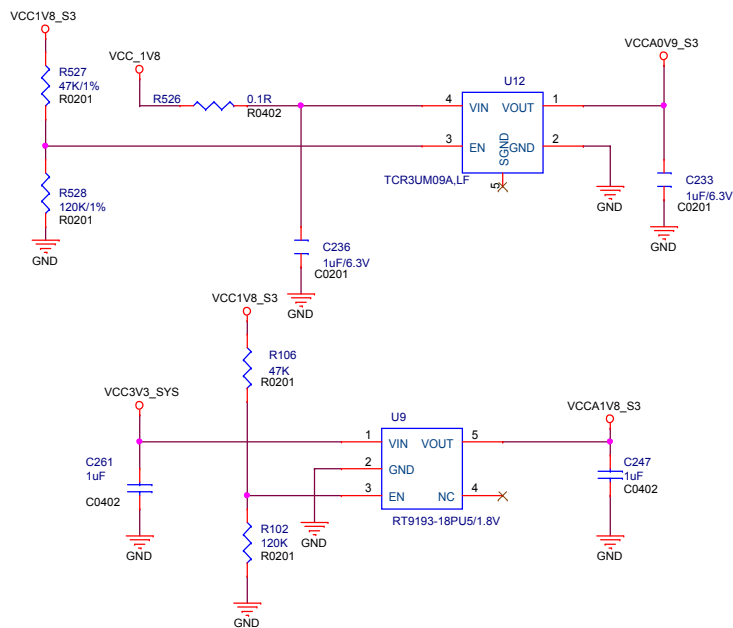 VCC1V8_S3
VCC_1V8
VCCA0V9_S3
R527
47K/1%
R0201
R526
0.1R
R0402
U12
4
VIN
VOUT
1
3
EN
SGND
GND
2
5
TCR3UM09A,LF
GND
C233
1uF/6.3V
C0201
GND
R528
120K/1%
R0201
GND
C236
1uF/6.3V
C0201
GND
VCC1V8_S3
R106
47K
R0201
VCC3V3_SYS
VCCA1V8_S3
U9
1
VIN
VOUT
5
2
GND
3
EN
NC
4
RT9193-18PU5/1.8V
C261
1uF
C0402
GND
C247
1uF
C0402
GND
R102
120K
R0201
GND
GND